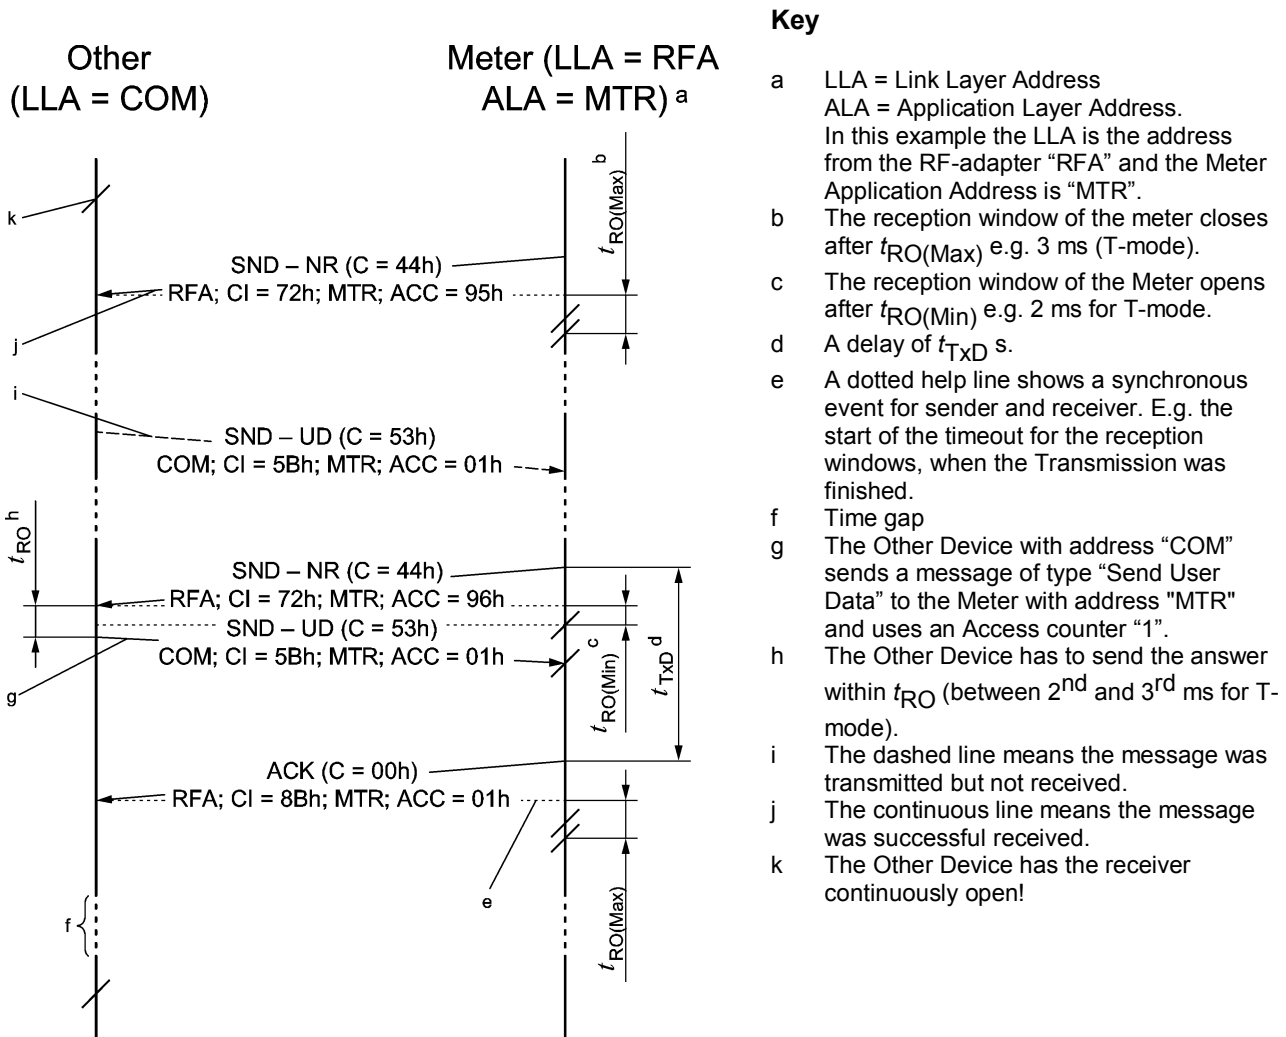 Other
(LLA = COM)
Meter (LLA = RFA
ALA = MTR) a
k
tRO(Max) b
SND – NR (C = 44h)
RFA; CI = 72h; MTR; ACC = 95h
j
i
SND – UD (C = 53h)
COM; CI = 5Bh; MTR; ACC = 01h
tRO h
SND – NR (C = 44h)
RFA; CI = 72h; MTR; ACC = 96h
SND – UD (C = 53h)
COM; CI = 5Bh; MTR; ACC = 01h
g
tRO(Min) c
tTxD d
ACK (C = 00h)
RFA; CI = 8Bh; MTR; ACC = 01h
e
f
tRO(Max)
Key
a LLA = Link Layer Address
ALA = Application Layer Address.
In this example the LLA is the address
from the RF-adapter “RFA” and the Meter
Application Address is “MTR”.
b The reception window of the meter closes
after tRO(Max) e.g. 3 ms (T-mode).
c The reception window of the Meter opens
after tRO(Min) e.g. 2 ms for T-mode.
d A delay of tTxD s.
e A dotted help line shows a synchronous
event for sender and receiver. E.g. the
start of the timeout for the reception
windows, when the Transmission was
finished.
f Time gap
g The Other Device with address “COM”
sends a message of type “Send User
Data” to the Meter with address "MTR"
and uses an Access counter “1”.
h The Other Device has to send the answer
within tRO (between 2nd and 3rd ms for T-
mode).
i The dashed line means the message was
transmitted but not received.
j The continuous line means the message
was successful received.
k The Other Device has the receiver
continuously open!